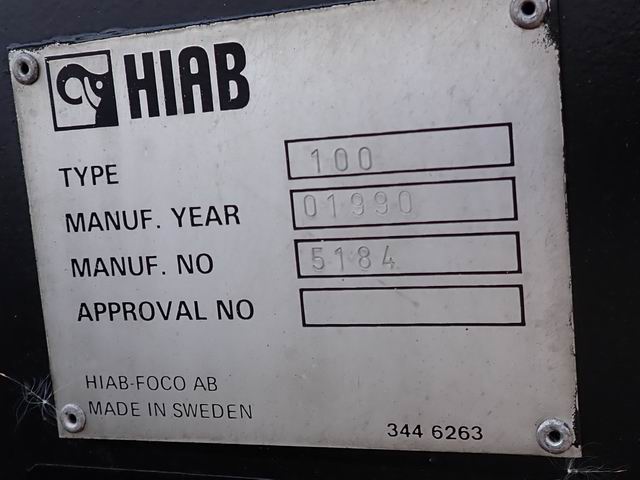 HIAB
TYPE 100
MANUF. YEAR 01990
MANUF. NO 5184
APPROVAL NO
HIAB-FOCO AB
MADE IN SWEDEN
344 6263